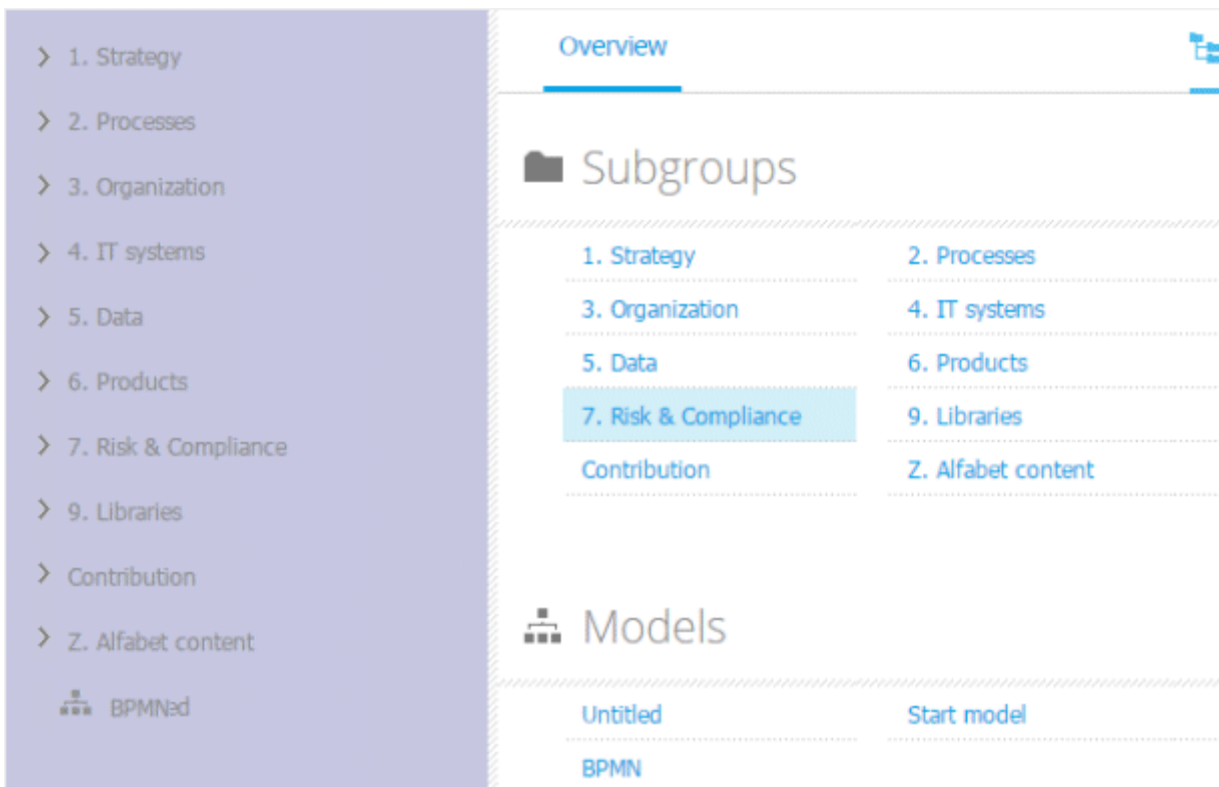 1. Strategy
2. Processes
3. Organization
4. IT systems
5. Data
6. Products
7. Risk & Compliance
9. Libraries
Contribution
Z. Alfabet content
Overview
Subgroups
1. Strategy
2. Processes
3. Organization
4. IT systems
5. Data
6. Products
7. Risk & Compliance
9. Libraries
Contribution
Z. Alfabet content
Models
Untitled
Start model
BPMN